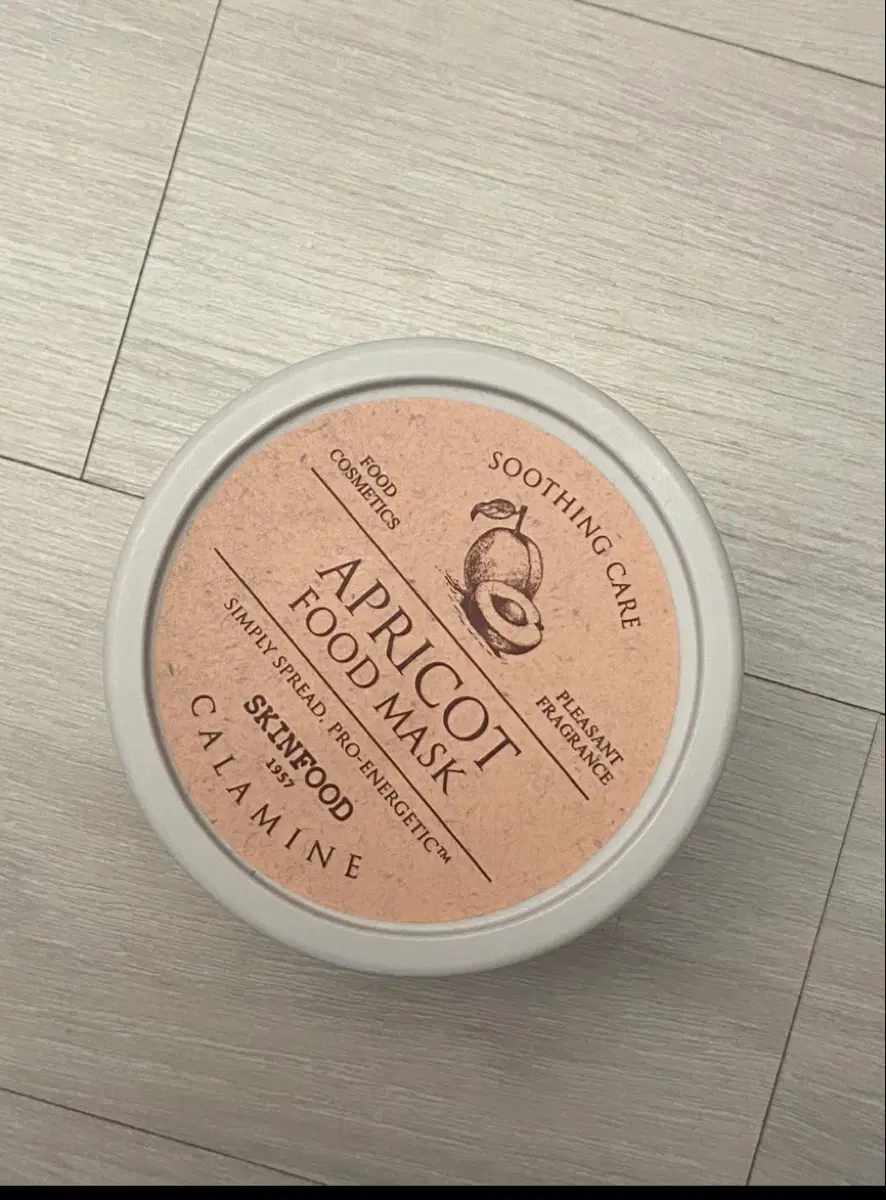 SOOTHING CARE
FOOD
COSMETICS
PLEASANT
FRAGRANCE
APRICOT
FOOD MASK
SIMPLY SPREAD, PRO-ENERGETIC™
SKINFOOD
1957
CALAMINE